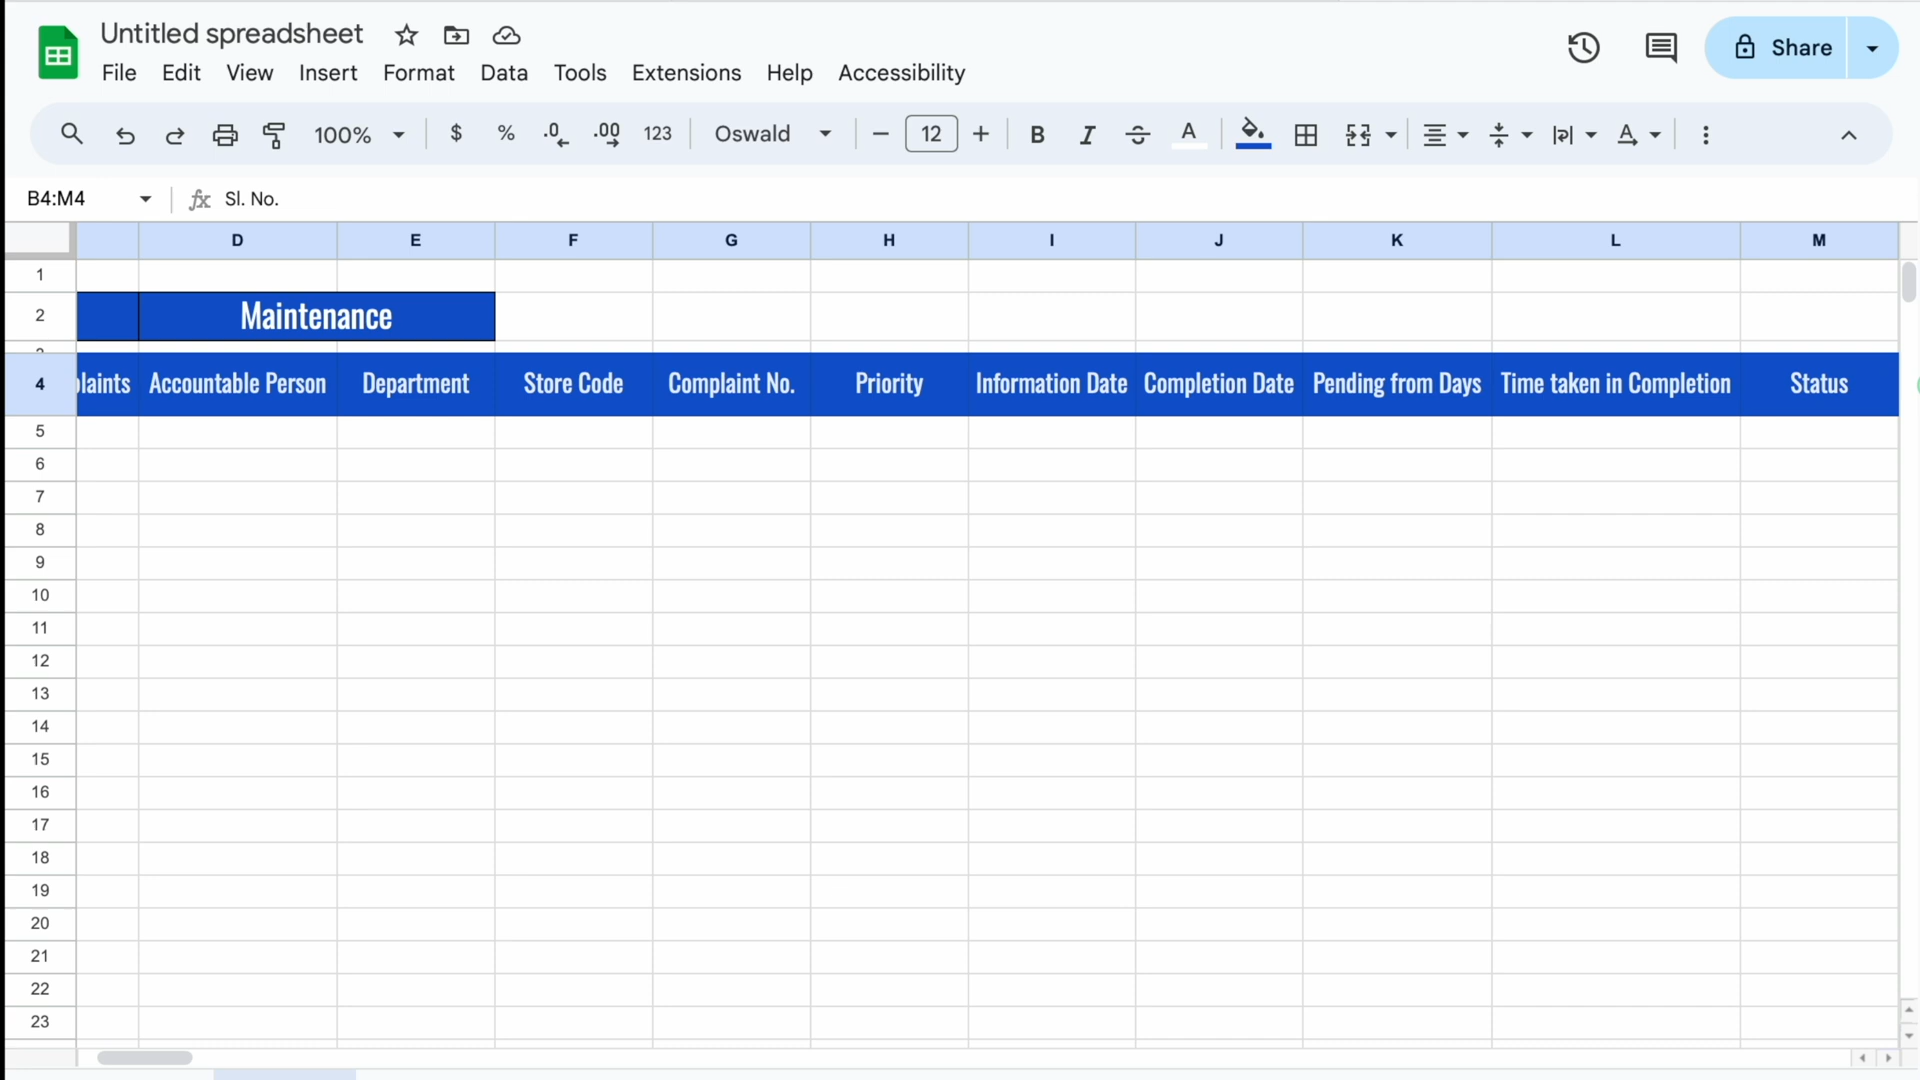 Untitled spreadsheet
File Edit View Insert Format Data Tools Extensions Help Accessibility
Share
100% $ % .0 .00 123 Oswald 12 B I A A
B4:M4 fx Sl. No.
D E F G H I J K L M
1
2 Maintenance
4 plaints Accountable Person Department Store Code Complaint No. Priority Information Date Completion Date Pending from Days Time taken in Completion Status
5
6
7
8
9
10
11
12
13
14
15
16
17
18
19
20
21
22
23